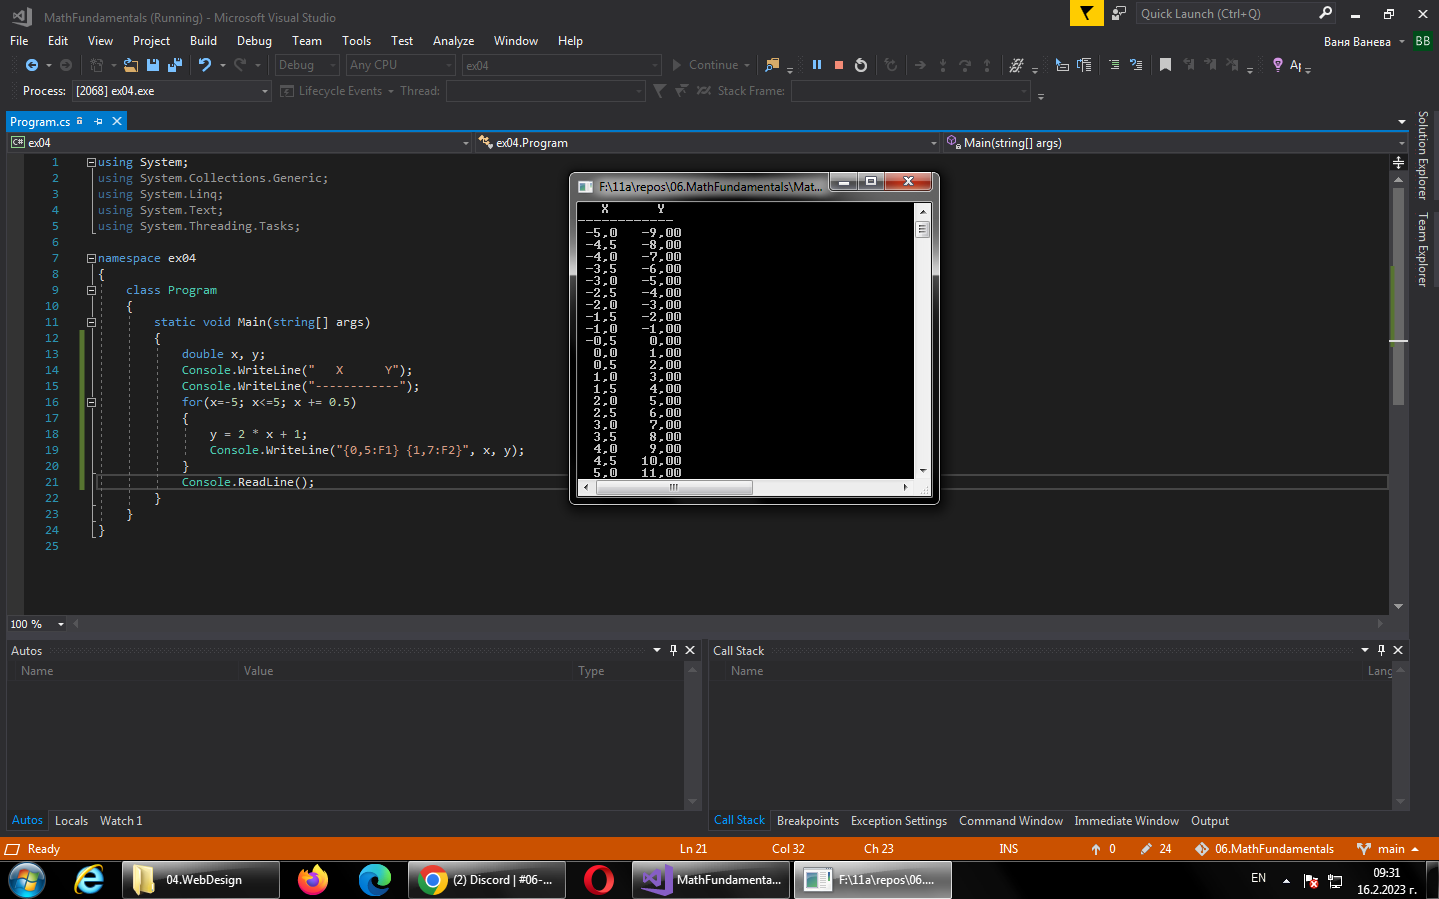 MathFundamentals (Running) - Microsoft Visual Studio
Quick Launch (Ctrl+Q)
File Edit View Project Build Debug Team Tools Test Analyze Window Help
Ваня Ванева BB
Debug Any CPU ex04 Continue
Process: [2068] ex04.exe Lifecycle Events Thread: Stack Frame:
Program.cs
C# ex04 ex04.Program Main(string[] args)
1 using System;
2 using System.Collections.Generic;
3 using System.Linq;
4 using System.Text;
5 using System.Threading.Tasks;
6
7 namespace ex04
8 {
9 class Program
10 {
11 static void Main(string[] args)
12 {
13 double x, y;
14 Console.WriteLine("   X      Y");
15 Console.WriteLine("------------");
16 for(x=-5; x<=5; x += 0.5)
17 {
18 y = 2 * x + 1;
19 Console.WriteLine("{0,5:F1} {1,7:F2}", x, y);
20 }
21 Console.ReadLine();
22 }
23 }
24 }
25
F:\11a\repos\06.MathFundamentals\Mat...
X Y
------------
-5,0 -9,00
-4,5 -8,00
-4,0 -7,00
-3,5 -6,00
-3,0 -5,00
-2,5 -4,00
-2,0 -3,00
-1,5 -2,00
-1,0 -1,00
-0,5 0,00
0,0 1,00
0,5 2,00
1,0 3,00
1,5 4,00
2,0 5,00
2,5 6,00
3,0 7,00
3,5 8,00
4,0 9,00
4,5 10,00
5,0 11,00
Solution Explorer
Team Explorer
100 %
Autos
Name Value Type
Autos Locals Watch 1
Call Stack
Name Lang
Call Stack Breakpoints Exception Settings Command Window Immediate Window Output
Ready Ln 21 Col 32 Ch 23 INS 0 24 06.MathFundamentals main
04.WebDesign
(2) Discord | #06-...
MathFundamenta...
F:\11a\repos\06....
EN
09:31
16.2.2023 г.